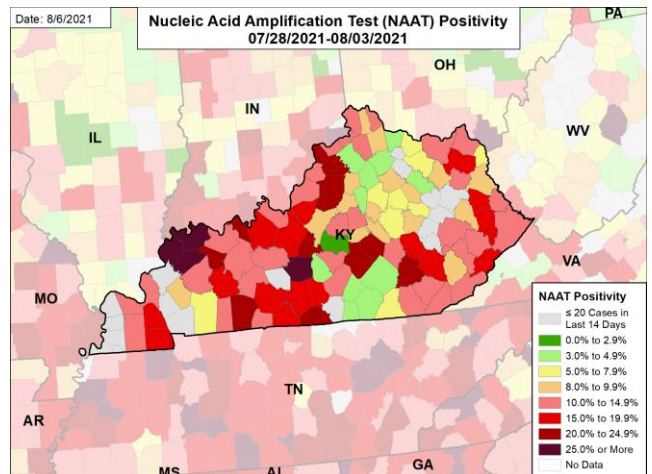 Date: 8/6/2021
Nucleic Acid Amplification Test (NAAT) Positivity
07/28/2021-08/03/2021
PA
OH
IN
IL
WV
KY
VA
MO
NAAT Positivity
≤ 20 Cases in
Last 14 Days
0.0% to 2.9%
3.0% to 4.9%
5.0% to 7.9%
8.0% to 9.9%
10.0% to 14.9%
15.0% to 19.9%
20.0% to 24.9%
25.0% or More
No Data
TN
AR
MS
AL
GA